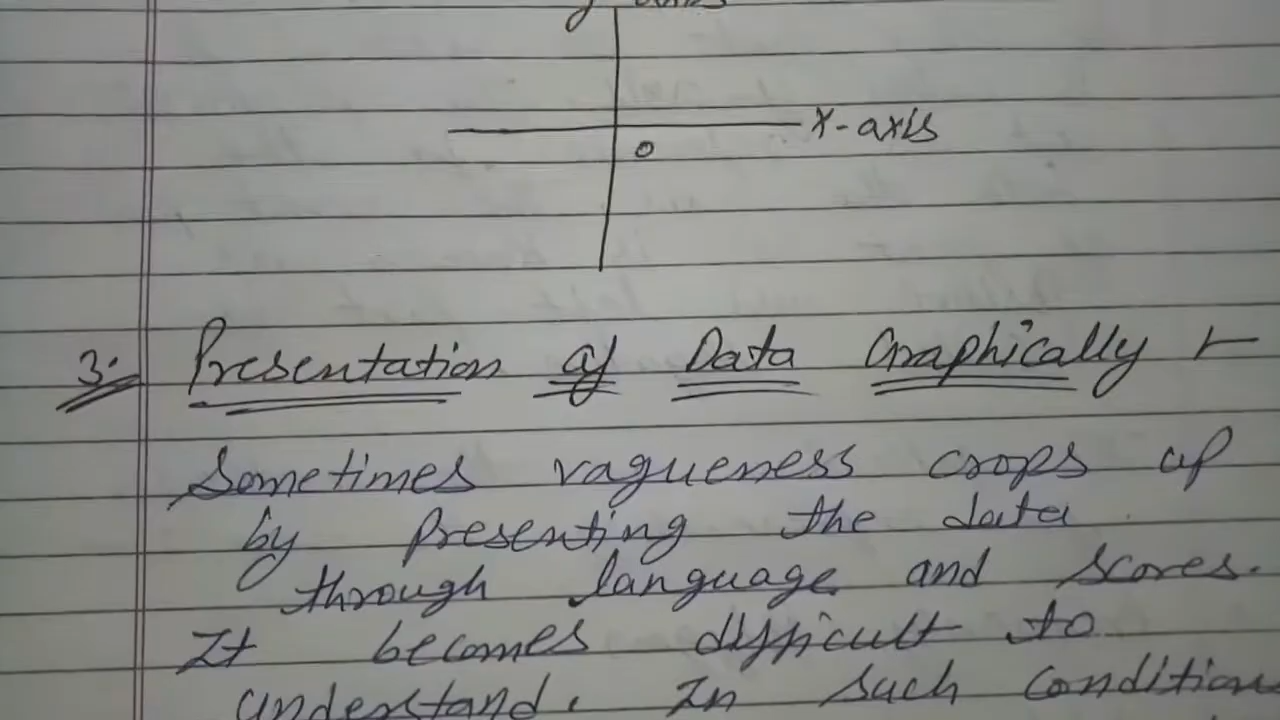 y-axis
x-axis
o
3. Presentation of Data Graphically :-
Sometimes vagueness crops up
by presenting the data
through language and scores.
It becomes difficult to
understand. In such condition